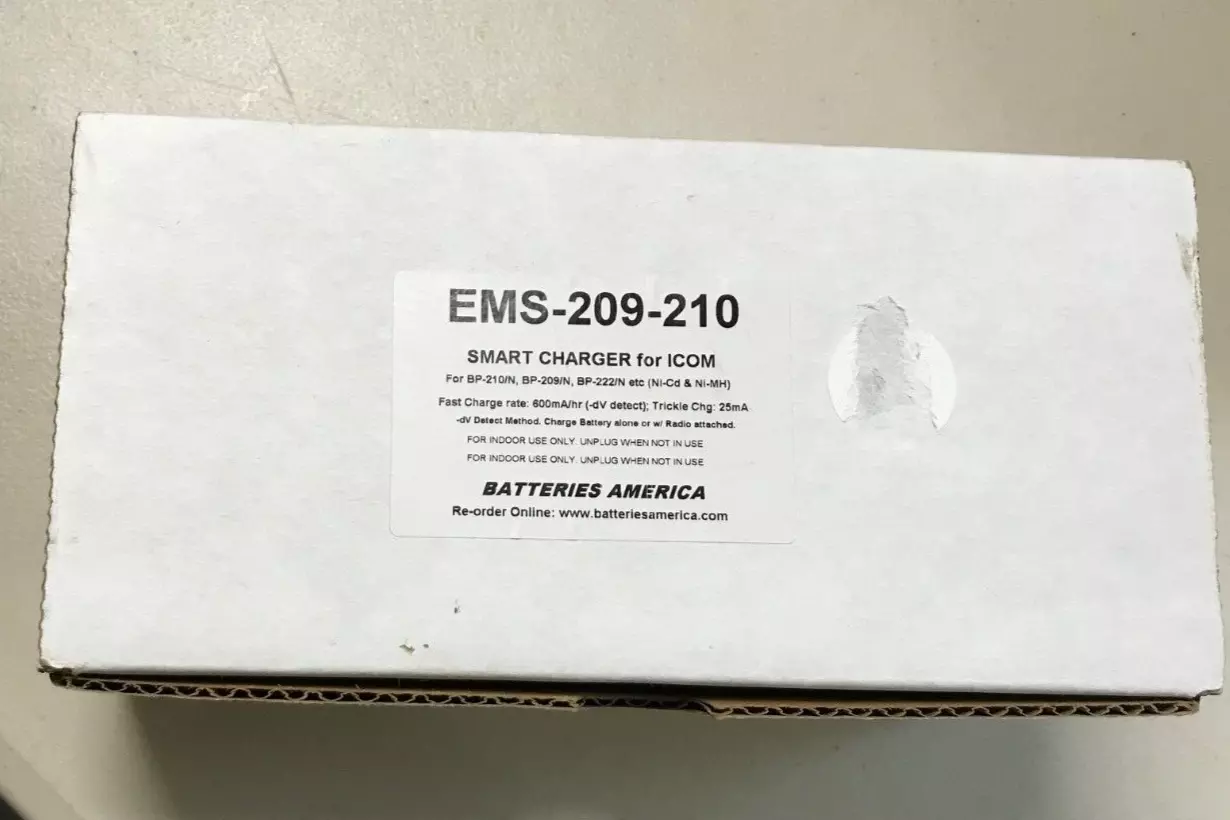 EMS-209-210
SMART CHARGER for ICOM
For BP-210/N, BP-209/N, BP-222/N etc (Ni-Cd & Ni-MH)
Fast Charge rate: 600mA/hr (-dV detect); Trickle Chg: 25mA
-dV Detect Method. Charge Battery alone or w/ Radio attached.
FOR INDOOR USE ONLY. UNPLUG WHEN NOT IN USE
FOR INDOOR USE ONLY. UNPLUG WHEN NOT IN USE
BATTERIES AMERICA
Re-order Online: www.batteriesamerica.com